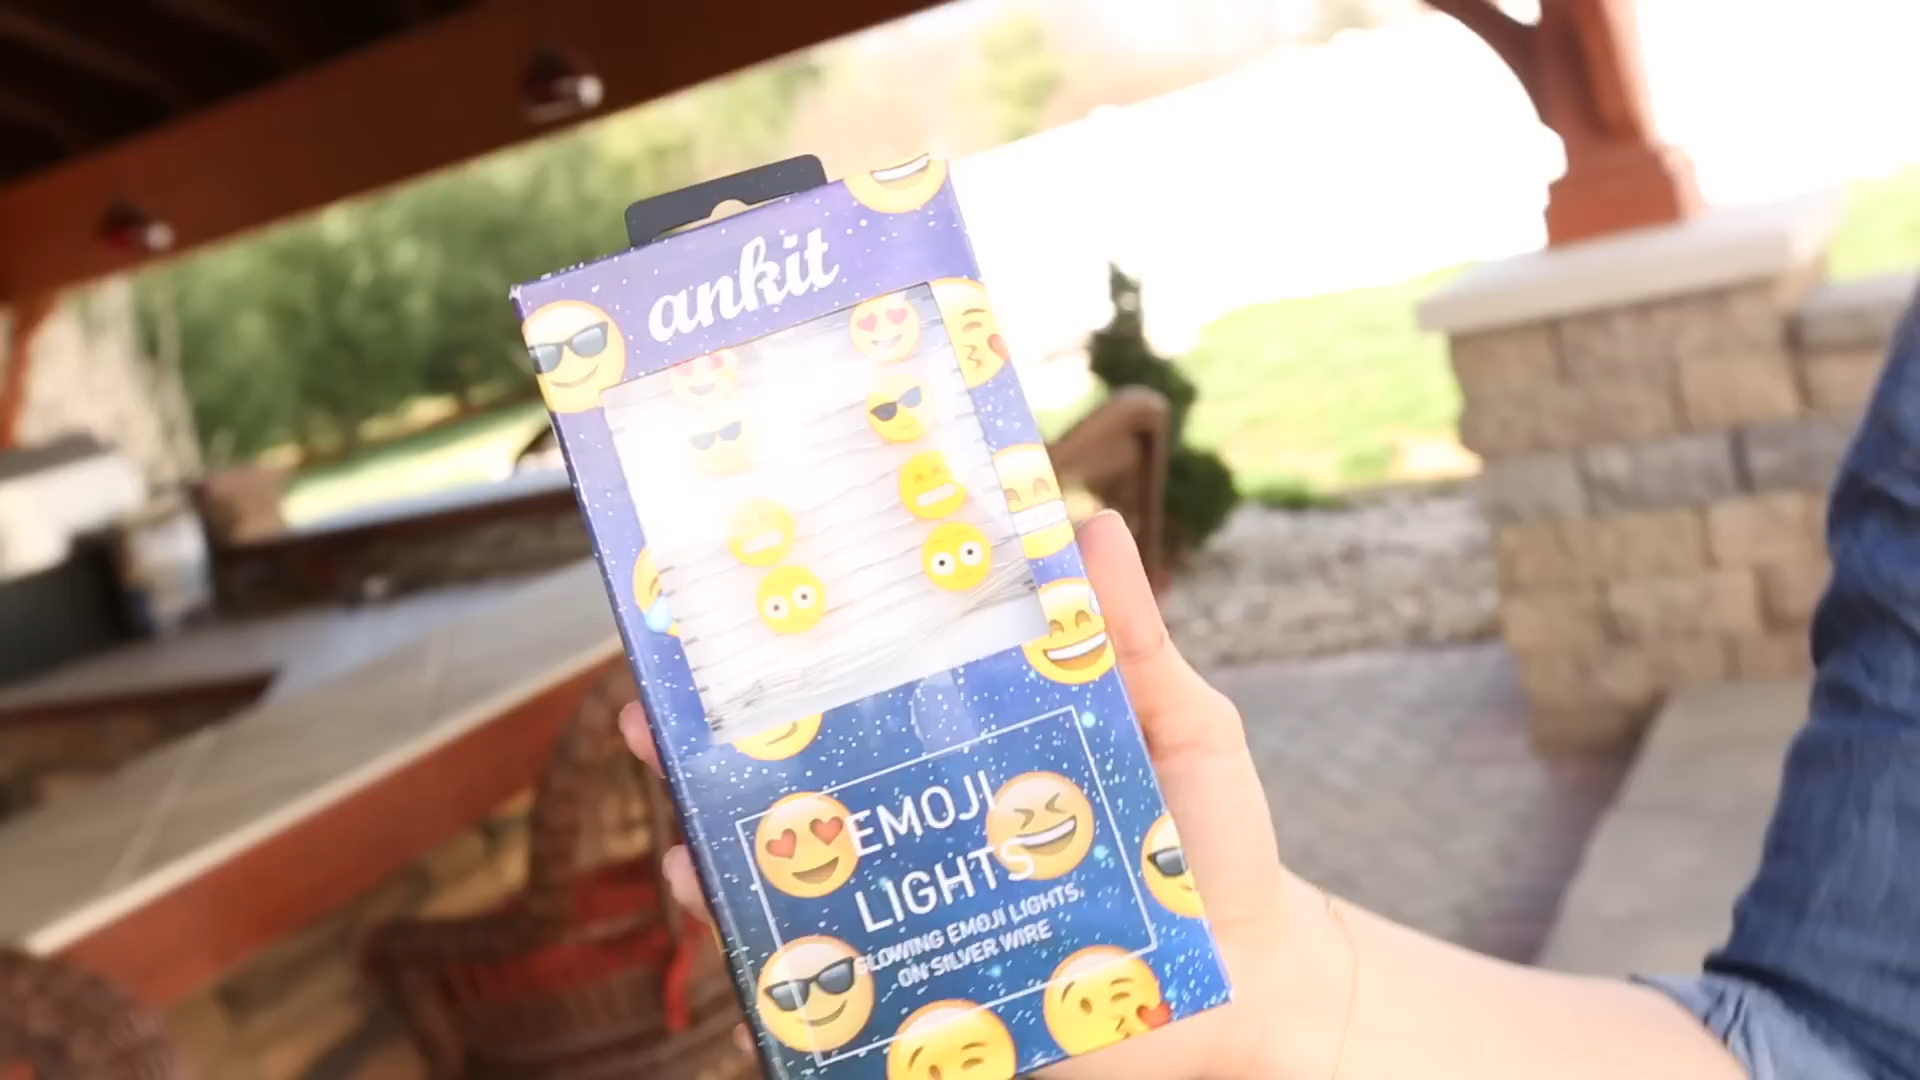 ankit
EMOJI
LIGHTS
GLOWING EMOJI LIGHTS
ON SILVER WIRE